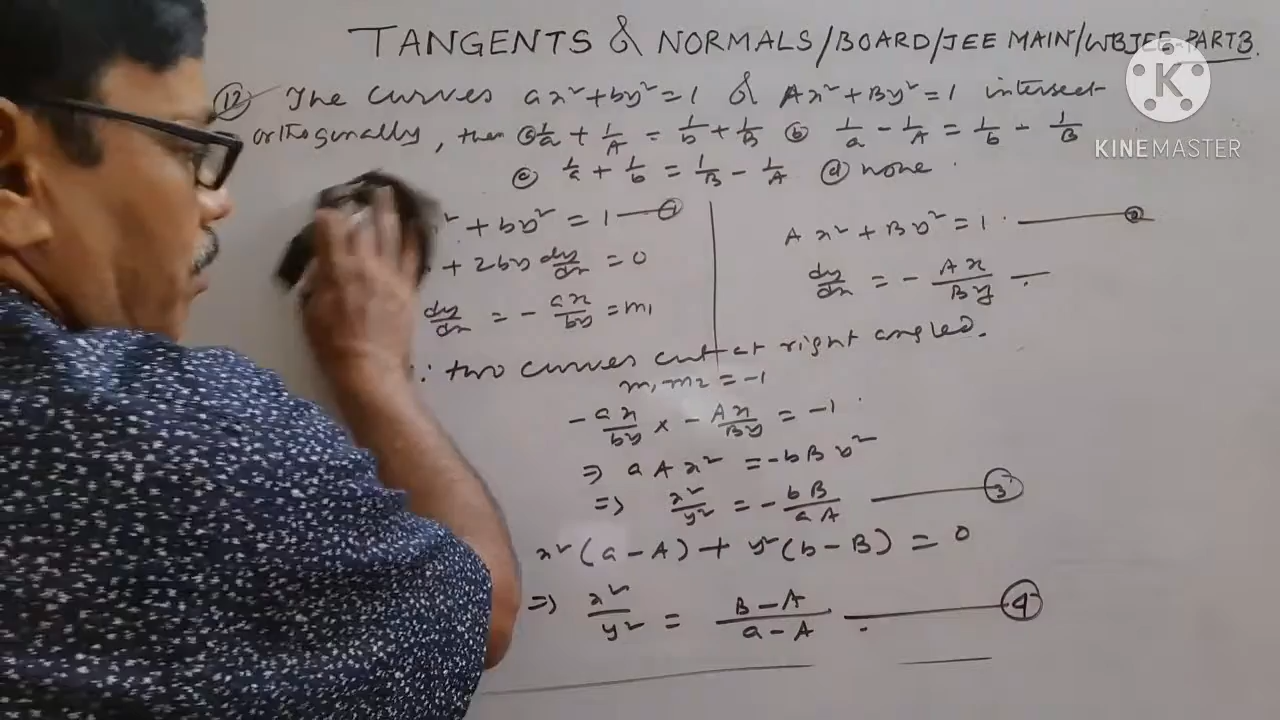 TANGENTS & NORMALS/BOARD/JEE MAIN/WBJEE-PART3.
K
KINEMASTER
(12) The curves ax²+by²=1 & Ax²+By²=1 intersect
orthogonally, then (a) 1/a + 1/A = 1/b + 1/B (b) 1/a - 1/A = 1/b - 1/B
(c) 1/a + 1/b = 1/B - 1/A (d) none.
² + by² = 1 — (1)
Ax² + By² = 1 — (2)
+ 2by dy/dx = 0
dy/dx = - Ax/By
dy/dx = - ax/by = m₁
∴ two curves cut at right angled.
m₁ m₂ = -1
- ax/by × - Ax/By = -1
⇒ aAx² = -bBy²
⇒ x²/y² = - bB/aA — (3)
x²(a-A) + y²(b-B) = 0
⇒ x²/y² = B-A/a-A — (4)